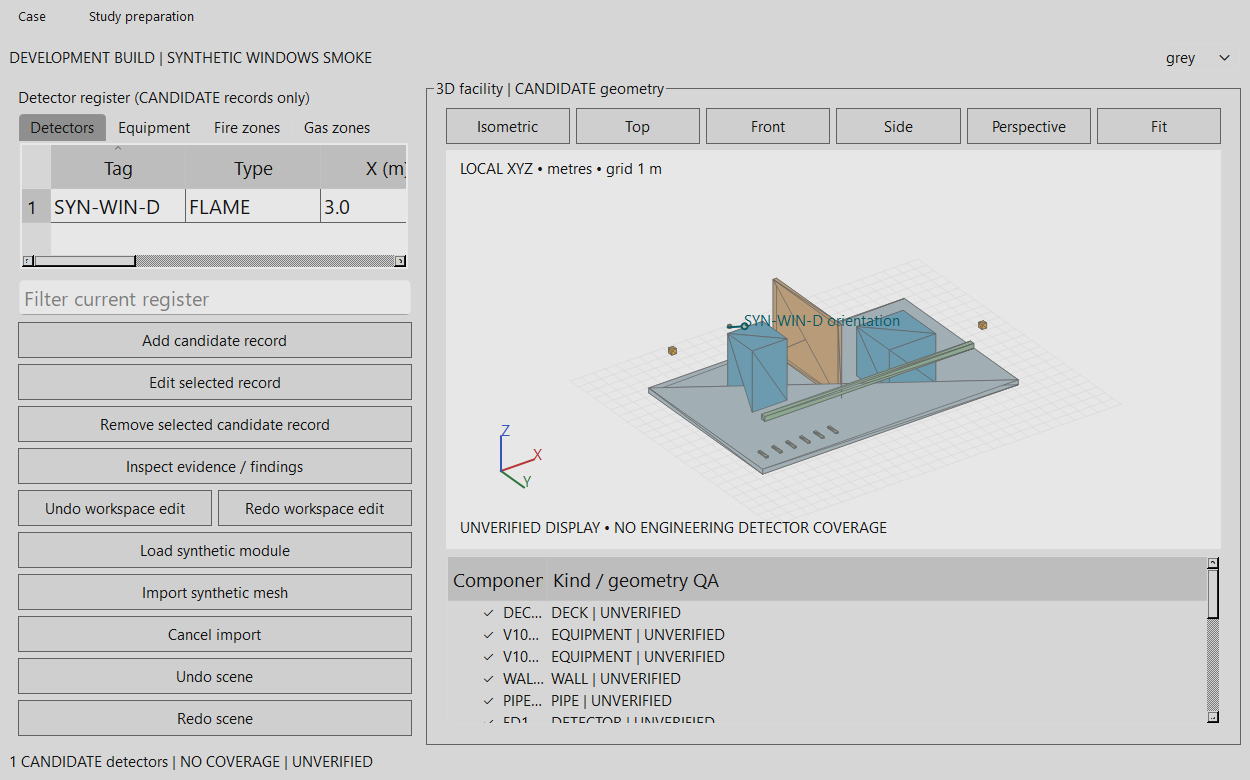 Case Study preparation
DEVELOPMENT BUILD | SYNTHETIC WINDOWS SMOKE
grey
Detector register (CANDIDATE records only)
Detectors Equipment Fire zones Gas zones
Tag Type X (m)
1 SYN-WIN-D FLAME 3.0
Filter current register
Add candidate record
Edit selected record
Remove selected candidate record
Inspect evidence / findings
Undo workspace edit Redo workspace edit
Load synthetic module
Import synthetic mesh
Cancel import
Undo scene
Redo scene
3D facility | CANDIDATE geometry
Isometric Top Front Side Perspective Fit
LOCAL XYZ • metres • grid 1 m
SYN-WIN-D orientation
Z
X
Y
UNVERIFIED DISPLAY • NO ENGINEERING DETECTOR COVERAGE
Componer Kind / geometry QA
DEC... DECK | UNVERIFIED
V10... EQUIPMENT | UNVERIFIED
V10... EQUIPMENT | UNVERIFIED
WAL... WALL | UNVERIFIED
PIPE... PIPE | UNVERIFIED
DETECTOR | UNVERIFIED
1 CANDIDATE detectors | NO COVERAGE | UNVERIFIED